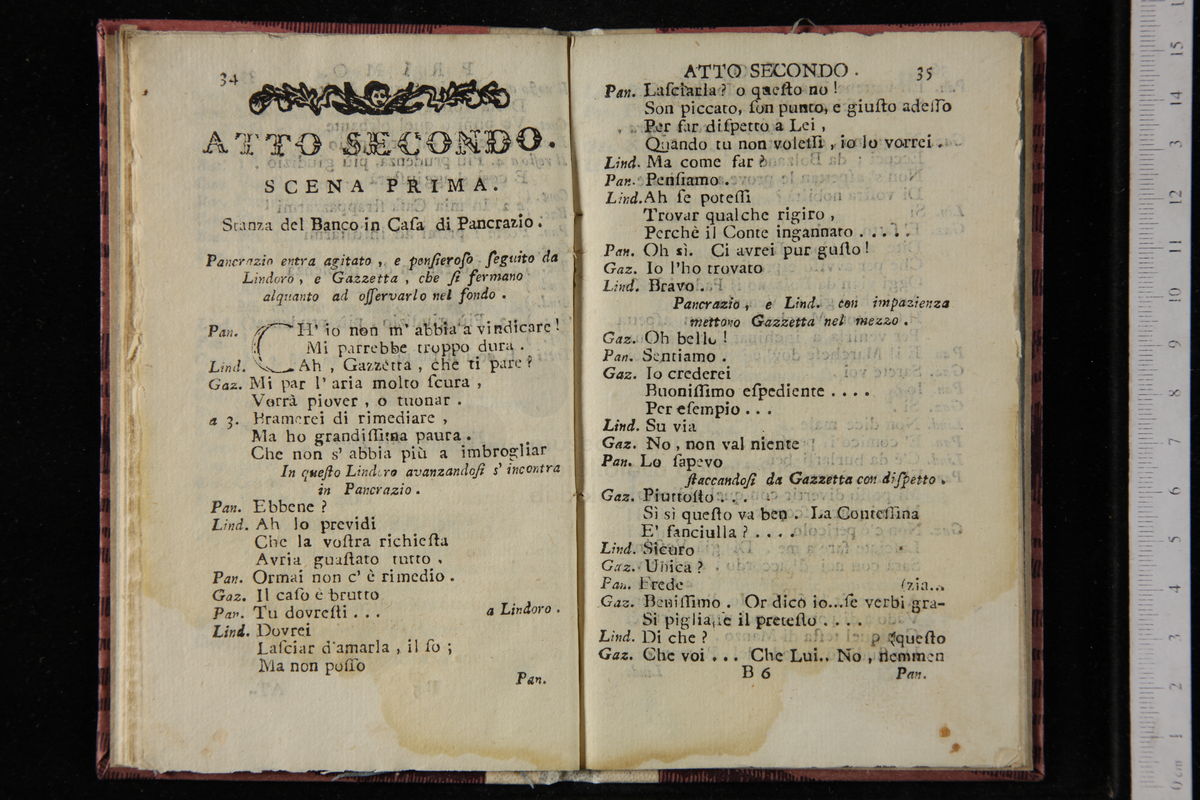 34
ATTO SECONDO.
SCENA PRIMA.
Stanza del Banco in Caſa di Pancrazio.
Pancrazio entra agitato, e penſieroſo ſeguito da
Lindoro, e Gazzetta, che ſi fermano
alquanto ad oſſervarlo nel fondo.
Pan. CH' io non m' abbia a vindicare!
Mi parrebbe troppo dura.
Lind. Ah, Gazzetta, che ti pare?
Gaz. Mi par l' aria molto ſcura,
Vorrà piover, o tuonar.
a 3. Bramerei di rimediare,
Ma ho grandiſſima paura.
Che non s' abbia più a imbrogliar
In queſto Lindoro avanzandoſi s' incontra
in Pancrazio.
Pan. Ebbene?
Lind. Ah lo previdi
Che la voſtra richieſta
Avria guaſtato tutto.
Pan. Ormai non c' è rimedio.
Gaz. Il caſo è brutto
Pan. Tu dovreſti... a Lindoro.
Lind. Dovrei
Laſciar d'amarla, il ſo;
Ma non poſſo
Pan.
ATTO SECONDO. 35
Pan. Laſciarla? o queſto no!
Son piccato, ſon punto, e giuſto adeſſo
Per far diſpetto a Lei,
Quando tu non voleſſi, io lo vorrei.
Lind. Ma come far?
Pan. Penſiamo.
Lind. Ah ſe poteſſi
Trovar qualche rigiro,
Perchè il Conte ingannato.....
Pan. Oh sì. Ci avrei pur guſto!
Gaz. Io l'ho trovato
Lind. Bravo.
Pancrazio, e Lind. con impazienza
mettono Gazzetta nel mezzo.
Gaz. Oh bello!
Pan. Sentiamo.
Gaz. Io crederei
Buoniſſimo eſpediente....
Per eſempio...
Lind. Su via
Gaz. No, non val niente
Pan. Lo ſapevo
ſtaccandoſi da Gazzetta con diſpetto.
Gaz. Piuttoſto...
Sì sì queſto va ben. La Conteſſina
E' fanciulla?....
Lind. Sicuro
Gaz. Unica?
Pan. Erede (zia...
Gaz. Beniſſimo. Or dico io...ſe verbi gra-
Si pigliaſſe il preteſto....
Lind. Di che? (queſto
Gaz. Che voi... Che Lui.. No, nemmen
B 6 Pan.